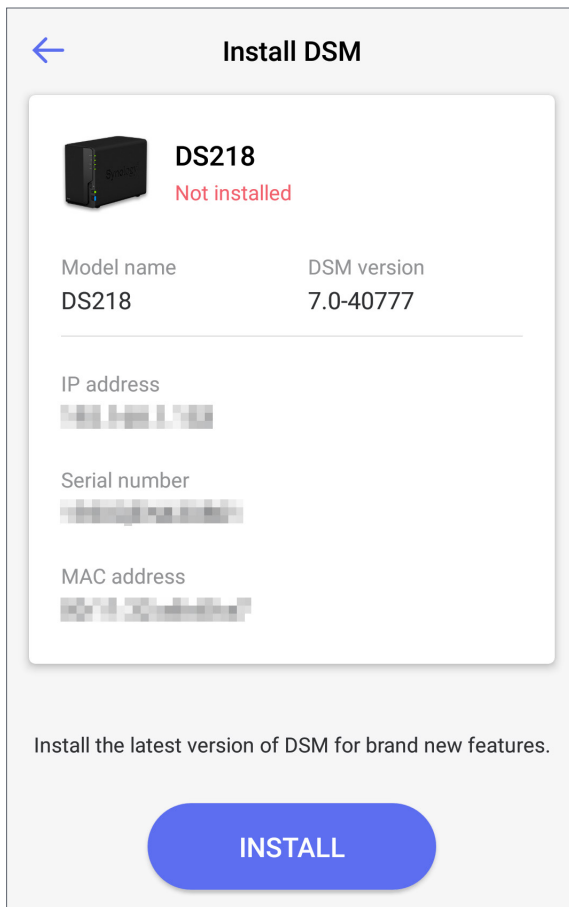 Install DSM
Synology
DS218
Not installed
Model name
DSM version
DS218
7.0-40777
IP address
Serial number
MAC address
Install the latest version of DSM for brand new features.
INSTALL